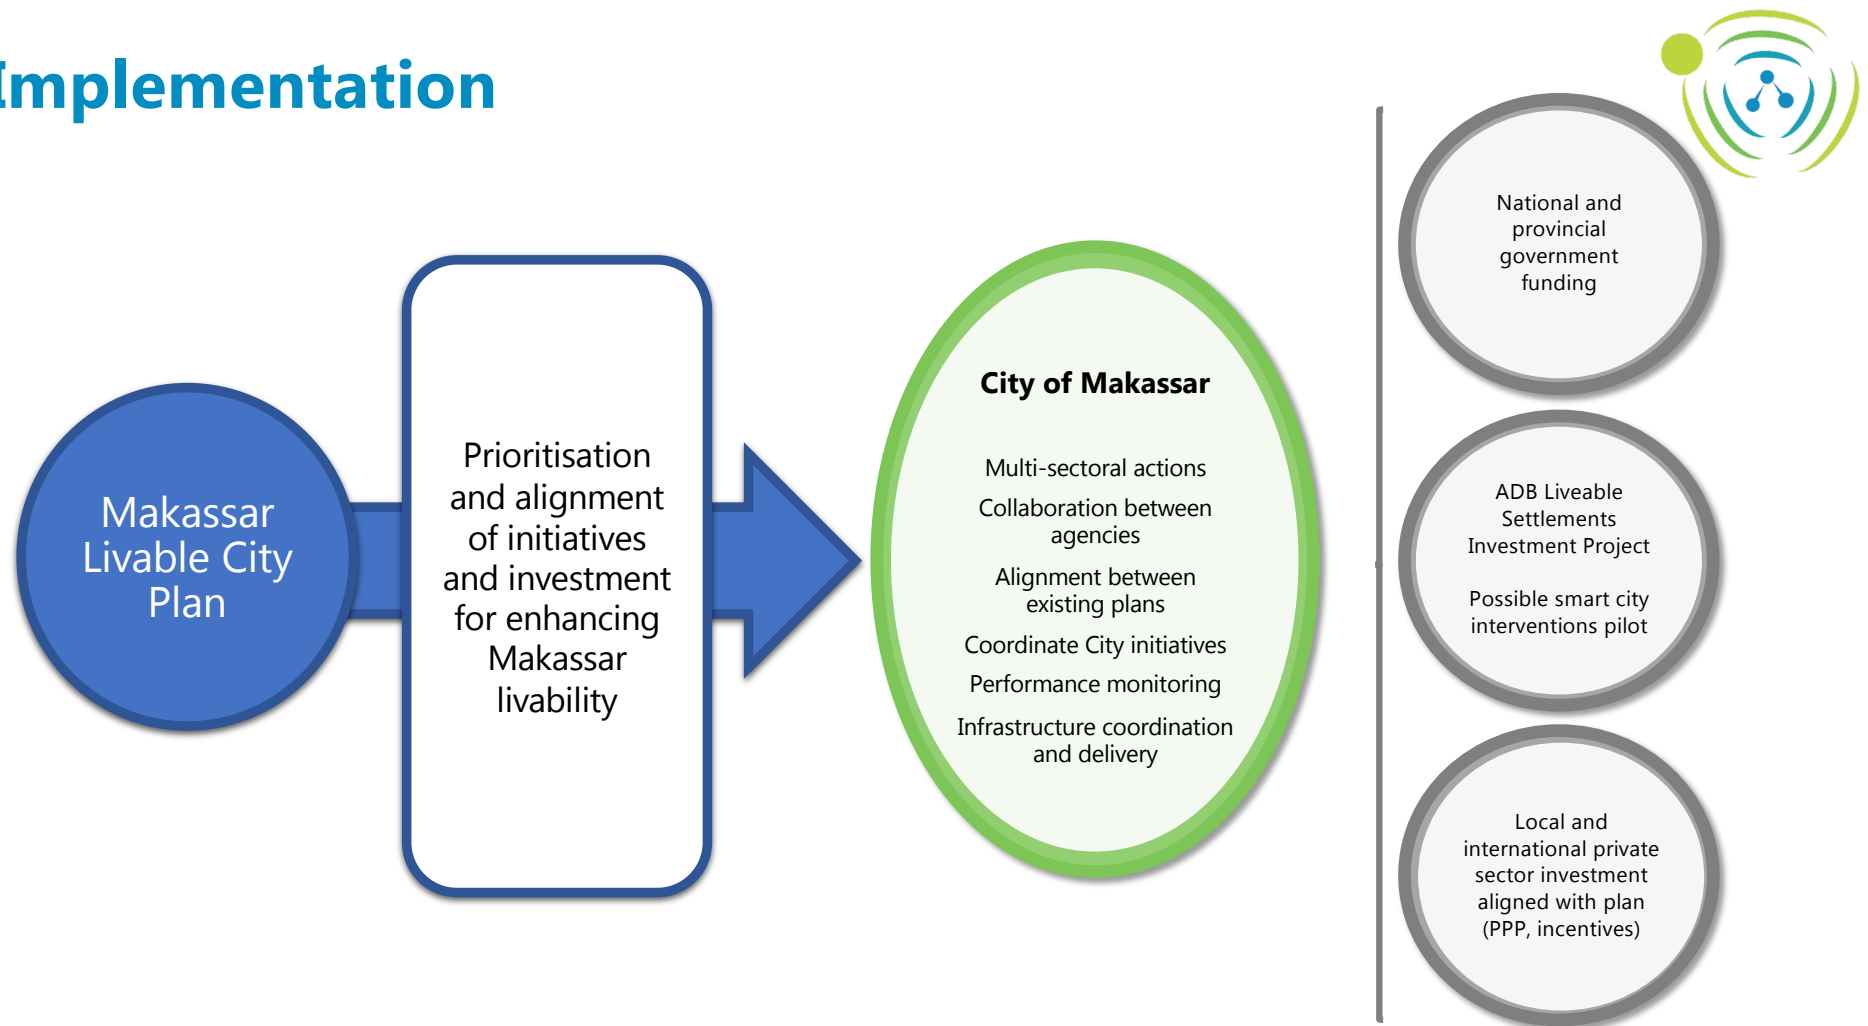 Implementation
Makassar
Livable City
Plan
Prioritisation
and alignment
of initiatives
and investment
for enhancing
Makassar
livability
City of Makassar
Multi-sectoral actions
Collaboration between
agencies
Alignment between
existing plans
Coordinate City initiatives
Performance monitoring
Infrastructure coordination
and delivery
National and
provincial
government
funding
ADB Liveable
Settlements
Investment Project
Possible smart city
interventions pilot
Local and
international private
sector investment
aligned with plan
(PPP, incentives)